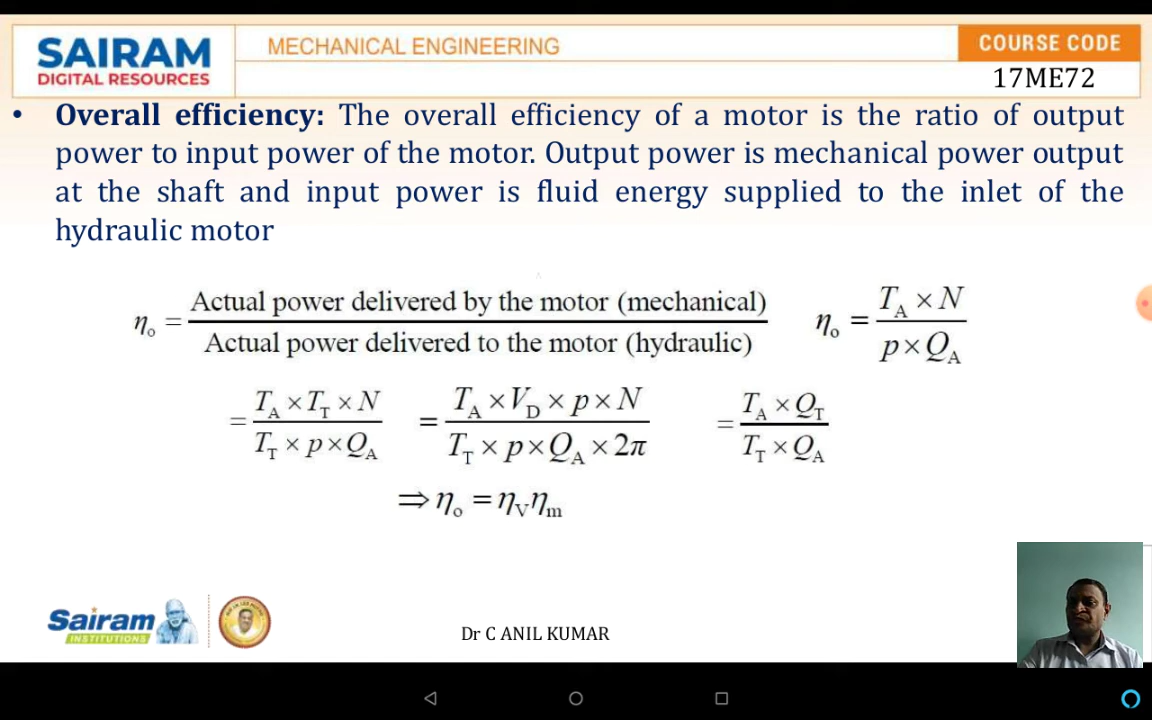 SAIRAM
DIGITAL RESOURCES
MECHANICAL ENGINEERING
COURSE CODE
17ME72
• Overall efficiency: The overall efficiency of a motor is the ratio of output
power to input power of the motor. Output power is mechanical power output
at the shaft and input power is fluid energy supplied to the inlet of the
hydraulic motor
ηₒ = Actual power delivered by the motor (mechanical) / Actual power delivered to the motor (hydraulic)
ηₒ = T_A × N / p × Q_A
= T_A × T_T × N / T_T × p × Q_A
= T_A × V_D × p × N / T_T × p × Q_A × 2π
= T_A × Q_T / T_T × Q_A
⇒ ηₒ = η_V η_m
Sairam
INSTITUTIONS
Dr C ANIL KUMAR